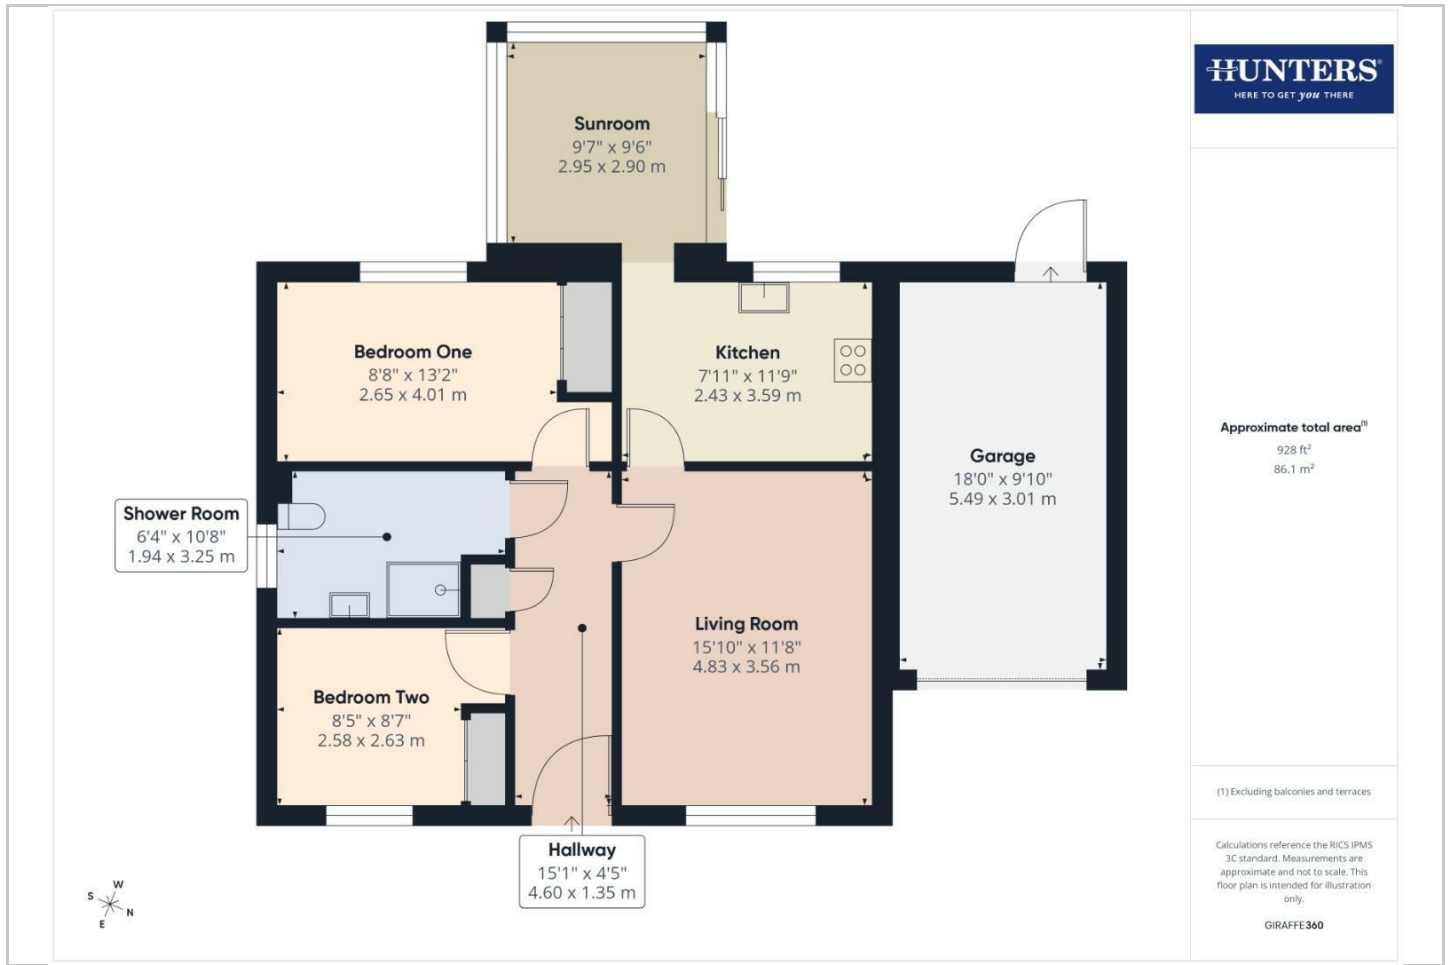 Sunroom
9'7" x 9'6"
2.95 x 2.90 m
Bedroom One
8'8" x 13'2"
2.65 x 4.01 m
Kitchen
7'11" x 11'9"
2.43 x 3.59 m
Garage
18'0" x 9'10"
5.49 x 3.01 m
Shower Room
6'4" x 10'8"
1.94 x 3.25 m
Living Room
15'10" x 11'8"
4.83 x 3.56 m
Bedroom Two
8'5" x 8'7"
2.58 x 2.63 m
Hallway
15'1" x 4'5"
4.60 x 1.35 m
W
S
N
E
HUNTERS®
HERE TO GET you THERE
Approximate total area(1)
928 ft²
86.1 m²
(1) Excluding balconies and terraces
Calculations reference the RICS IPMS
3C standard. Measurements are
approximate and not to scale. This
floor plan is intended for illustration
only.
GIRAFFE360